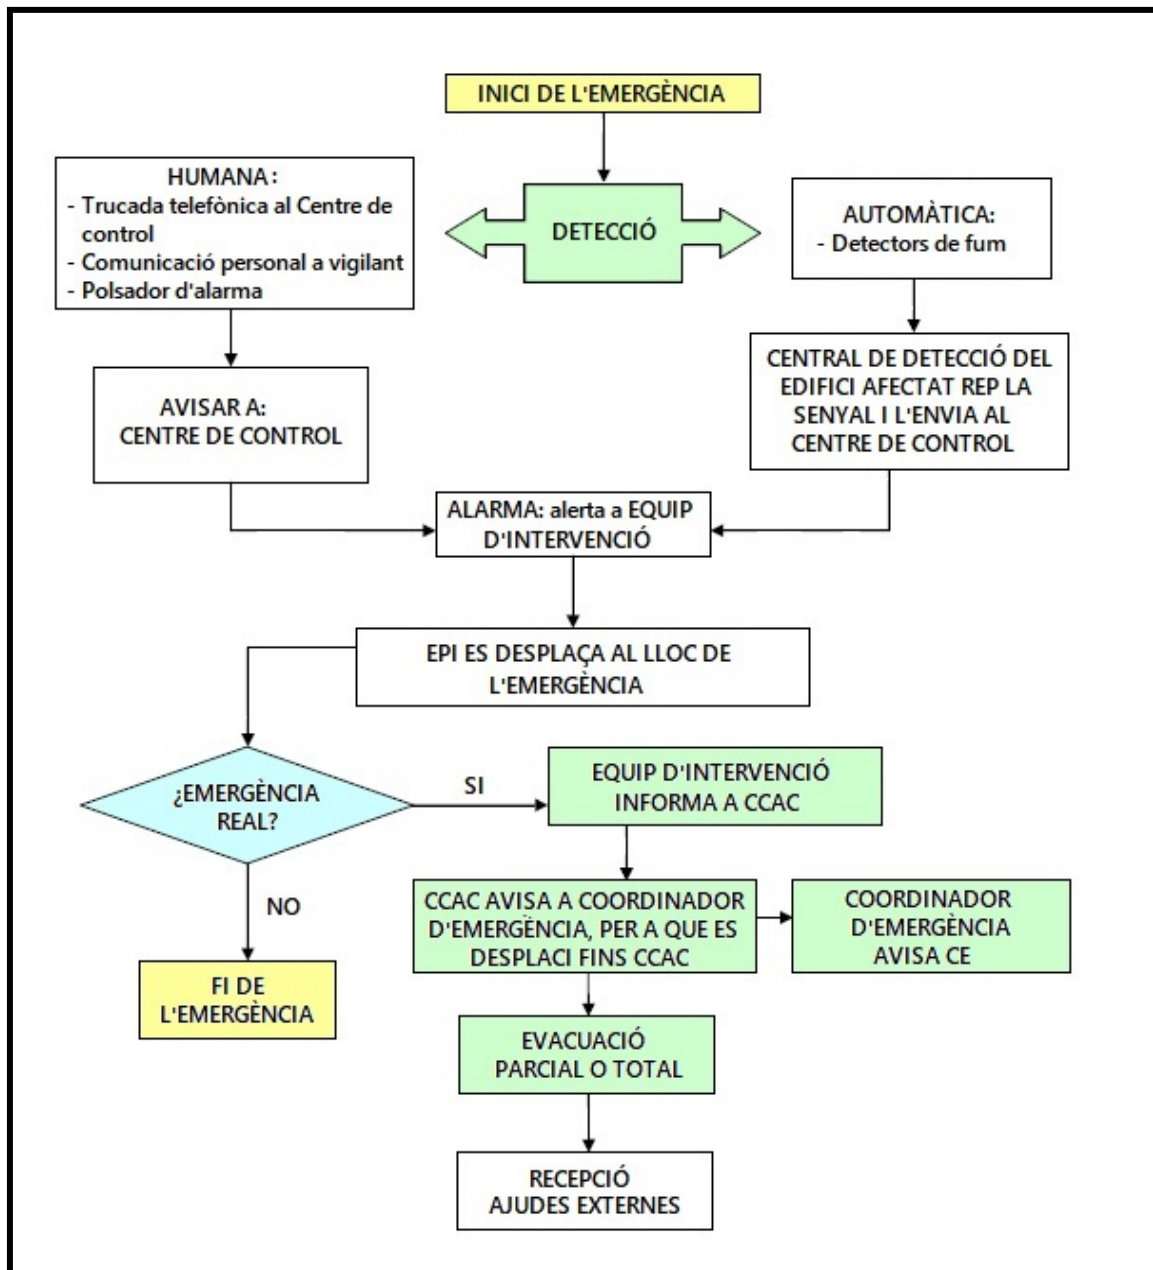 INICI DE L'EMERGÈNCIA
HUMANA:
- Trucada telefònica al Centre de
control
- Comunicació personal a vigilant
- Polsador d'alarma
DETECCIÓ
AUTOMÀTICA:
- Detectors de fum
AVISAR A:
CENTRE DE CONTROL
CENTRAL DE DETECCIÓ DEL
EDIFICI AFECTAT REP LA
SENYAL I L'ENVIA AL
CENTRE DE CONTROL
ALARMA: alerta a EQUIP
D'INTERVENCIÓ
EPI ES DESPLAÇA AL LLOC DE
L'EMERGÈNCIA
¿EMERGÈNCIA
REAL?
SI
EQUIP D'INTERVENCIÓ
INFORMA A CCAC
NO
CCAC AVISA A COORDINADOR
D'EMERGÈNCIA, PER A QUE ES
DESPLACI FINS CCAC
COORDINADOR
D'EMERGÈNCIA
AVISA CE
FI DE
L'EMERGÈNCIA
EVACUACIÓ
PARCIAL O TOTAL
RECEPCIÓ
AJUDES EXTERNES